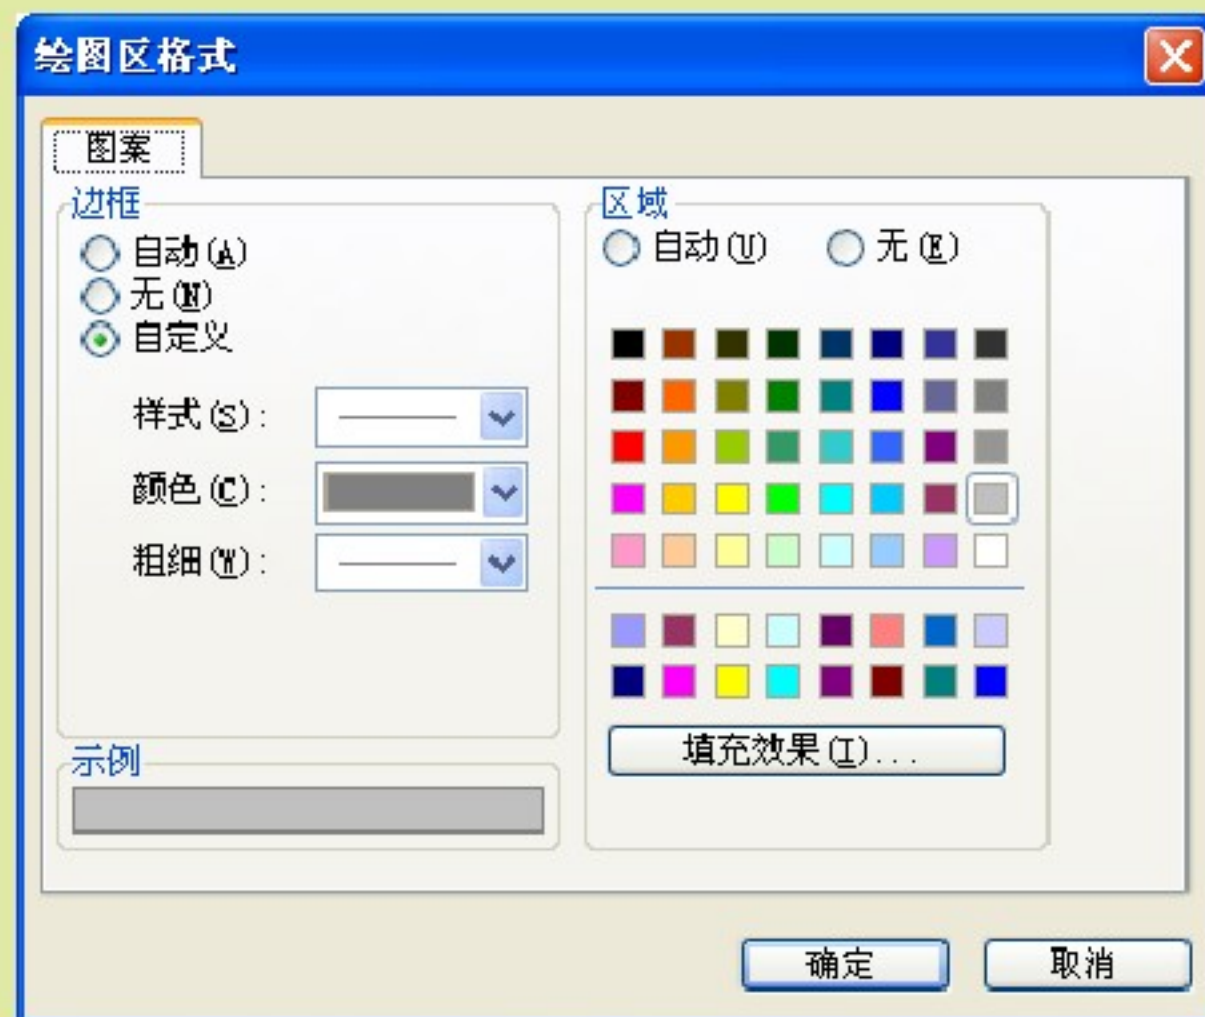 绘图区格式
图案
边框
自动(A)
无(N)
自定义
样式(S):
颜色(C):
粗细(W):
示例
区域
自动(U) 无(E)
填充效果(I)...
确定 取消